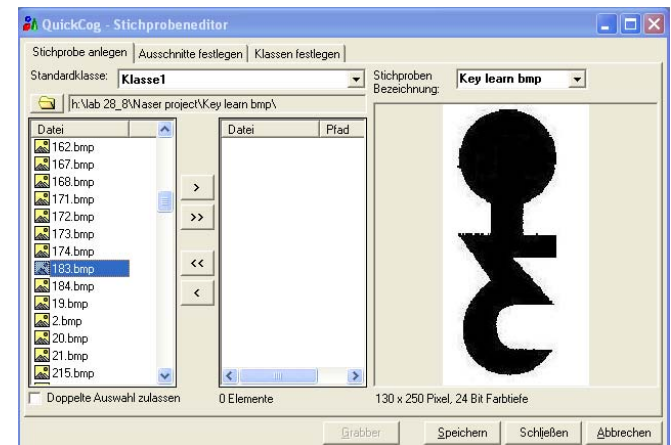 QuickCog - Stichprobeneditor
Stichprobe anlegen | Ausschnitte festlegen | Klassen festlegen
Standardklasse: Klasse1
Stichproben Bezeichnung: Key learn bmp
h:\lab 28_8\Naser project\Key learn bmp\
Datei
162.bmp
167.bmp
168.bmp
171.bmp
172.bmp
173.bmp
174.bmp
183.bmp
184.bmp
19.bmp
2.bmp
20.bmp
21.bmp
215.bmp
>
>>
<<
<
Datei Pfad
Doppelte Auswahl zulassen
0 Elemente
130 x 250 Pixel, 24 Bit Farbtiefe
Grabber Speichern Schließen Abbrechen